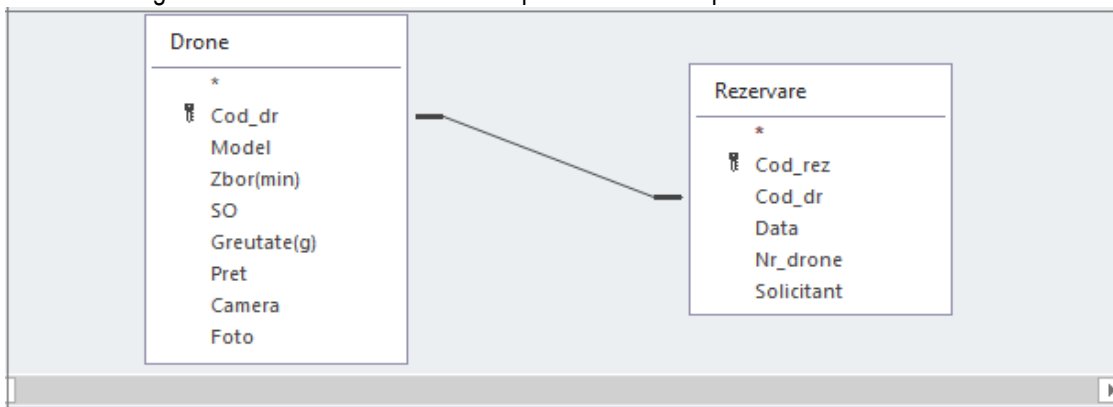 Drone
*
Cod_dr
Model
Zbor(min)
SO
Greutate(g)
Pret
Camera
Foto
Rezervare
*
Cod_rez
Cod_dr
Data
Nr_drone
Solicitant